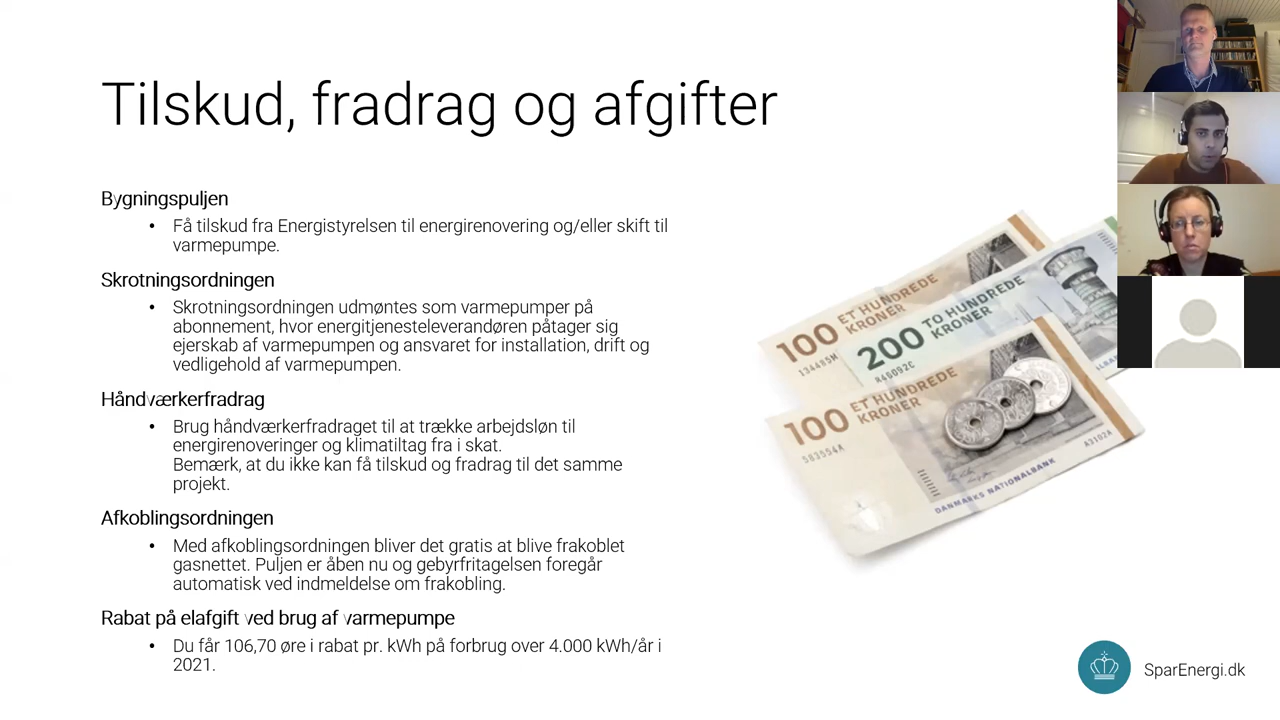 Tilskud, fradrag og afgifter
Bygningspuljen
• Få tilskud fra Energistyrelsen til energirenovering og/eller skift til
varmepumpe.
Skrotningsordningen
• Skrotningsordningen udmøntes som varmepumper på
abonnement, hvor energitjenesteleverandøren påtager sig
ejerskab af varmepumpen og ansvaret for installation, drift og
vedligehold af varmepumpen.
Håndværkerfradrag
• Brug håndværkerfradraget til at trække arbejdsløn til
energirenoveringer og klimatiltag fra i skat.
Bemærk, at du ikke kan få tilskud og fradrag til det samme
projekt.
Afkoblingsordningen
• Med afkoblingsordningen bliver det gratis at blive frakoblet
gasnettet. Puljen er åben nu og gebyrfritagelsen foregår
automatisk ved indmeldelse om frakobling.
Rabat på elafgift ved brug af varmepumpe
• Du får 106,70 øre i rabat pr. kWh på forbrug over 4.000 kWh/år i
2021.
100 ET HUNDREDE
KRONER
134485M
200 TO HUNDREDE
KRONER
A46092C
100 ET HUNDREDE
KRONER
583554X
A3102A
DANMARKS NATIONALBANK
SparEnergi.dk